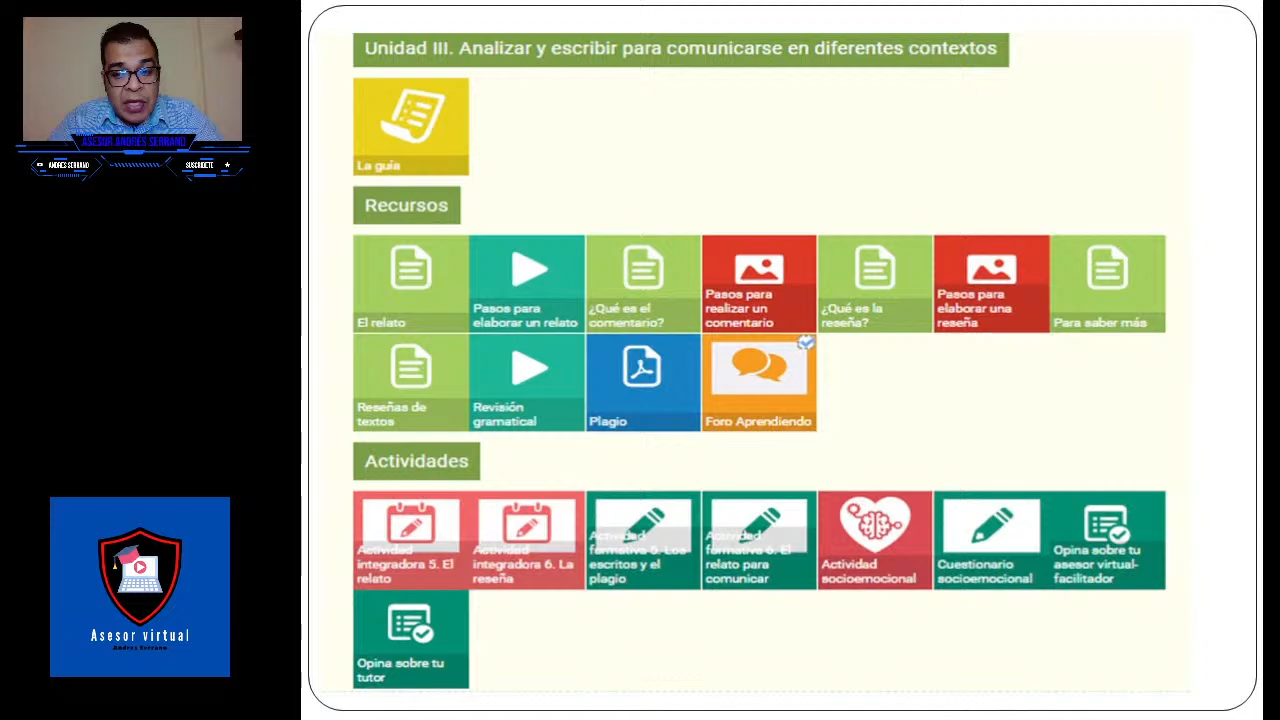 ASESOR ANDRES SERRANO
ANDRES SERRANO
SUSCRIBETE
Asesor virtual
Andres Serrano
Unidad III. Analizar y escribir para comunicarse en diferentes contextos
La guía
Recursos
El relato
Pasos para
elaborar un relato
¿Qué es el
comentario?
Pasos para
realizar un
comentario
¿Qué es la
reseña?
Pasos para
elaborar una
reseña
Para saber más
Reseñas de
textos
Revisión
gramatical
Plagio
Foro Aprendiendo
Actividades
Actividad
integradora 5. El
relato
Actividad
integradora 6. La
reseña
Actividad
formativa 5. Los
escritos y el
plagio
Actividad
formativa 6. El
relato para
comunicar
Actividad
socioemocional
Cuestionario
socioemocional
Opina sobre tu
asesor virtual-
facilitador
Opina sobre tu
tutor